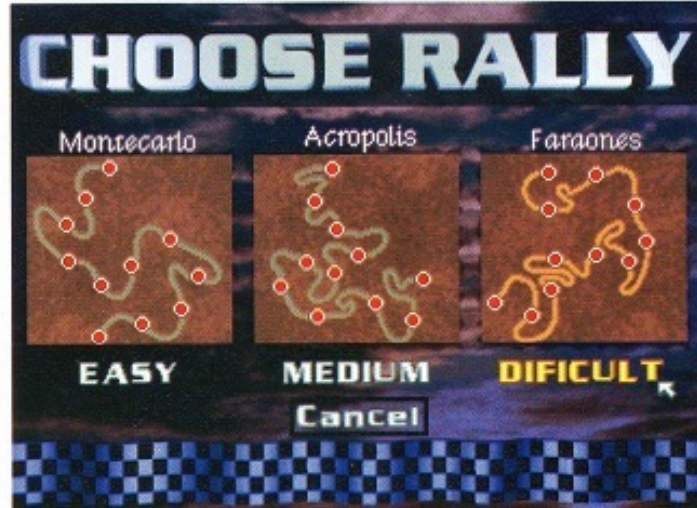 CHOOSE RALLY
Montecarlo Acropolis Faraones
EASY MEDIUM DIFICULT
Cancel